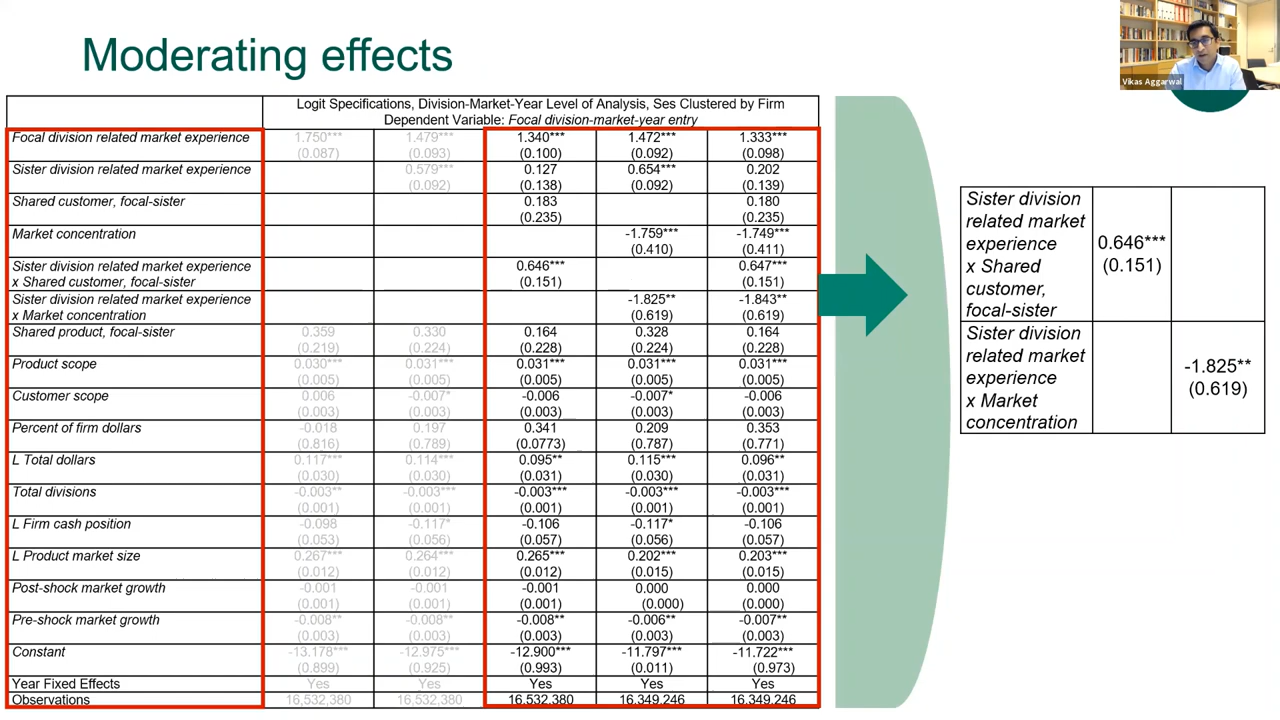 Moderating effects
Vikas Aggarwal
Logit Specifications, Division-Market-Year Level of Analysis, Ses Clustered by Firm
Dependent Variable: Focal division-market-year entry
Focal division related market experience 1.750*** 1.479*** 1.340*** 1.472*** 1.333***
(0.087) (0.093) (0.100) (0.092) (0.098)
Sister division related market experience 0.579*** 0.127 0.654*** 0.202
(0.092) (0.138) (0.092) (0.139)
Shared customer, focal-sister 0.183 0.180
(0.235) (0.235)
Market concentration -1.759*** -1.749***
(0.410) (0.411)
Sister division related market experience 0.646*** 0.647***
x Shared customer, focal-sister (0.151) (0.151)
Sister division related market experience -1.825** -1.843**
x Market concentration (0.619) (0.619)
Shared product, focal-sister 0.359 0.330 0.164 0.328 0.164
(0.219) (0.224) (0.228) (0.224) (0.228)
Product scope 0.030*** 0.031*** 0.031*** 0.031*** 0.031***
(0.005) (0.005) (0.005) (0.005) (0.005)
Customer scope 0.006 -0.007* -0.006 -0.007* -0.006
(0.003) (0.003) (0.003) (0.003) (0.003)
Percent of firm dollars -0.018 0.197 0.341 0.209 0.353
(0.816) (0.789) (0.0773) (0.787) (0.771)
L Total dollars 0.117*** 0.114*** 0.095** 0.115*** 0.096**
(0.030) (0.030) (0.031) (0.030) (0.031)
Total divisions -0.003** -0.003*** -0.003*** -0.003*** -0.003***
(0.001) (0.001) (0.001) (0.001) (0.001)
L Firm cash position -0.098 -0.117* -0.106 -0.117* -0.106
(0.053) (0.056) (0.057) (0.056) (0.057)
L Product market size 0.267*** 0.264*** 0.265*** 0.202*** 0.203***
(0.012) (0.012) (0.012) (0.015) (0.015)
Post-shock market growth -0.001 -0.001 -0.001 0.000 0.000
(0.001) (0.001) (0.001) (0.000) (0.000)
Pre-shock market growth -0.008** -0.008** -0.008** -0.006** -0.007**
(0.003) (0.003) (0.003) (0.003) (0.003)
Constant -13.178*** -12.975*** -12.900*** -11.797*** -11.722***
(0.899) (0.925) (0.993) (0.011) (0.973)
Year Fixed Effects Yes Yes Yes Yes Yes
Observations 16,532,380 16,532,380 16.532.380 16.349.246 16.349.246
Sister division
related market
experience
x Shared
customer,
focal-sister
0.646***
(0.151)
Sister division
related market
experience
x Market
concentration
-1.825**
(0.619)